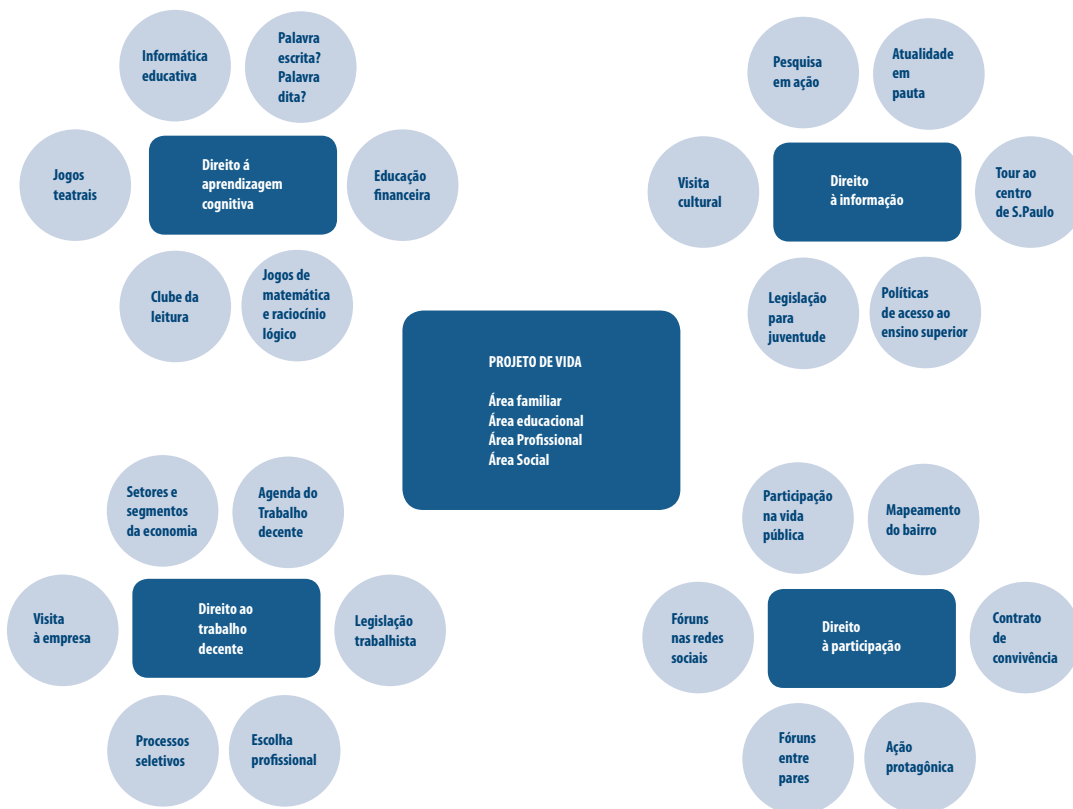 Informática
educativa
Palavra
escrita?
Palavra
dita?
Jogos
teatrais
Direito á
aprendizagem
cognitiva
Educação
financeira
Clube da
leitura
Jogos de
matemática
e raciocínio
lógico
Pesquisa
em ação
Atualidade
em
pauta
Visita
cultural
Direito
à informação
Tour ao
centro
de S.Paulo
Legislação
para
juventude
Políticas
de acesso ao
ensino superior
PROJETO DE VIDA
Área familiar
Área educacional
Área Profissional
Área Social
Setores e
segmentos
da economia
Agenda do
Trabalho
decente
Visita
à empresa
Direito ao
trabalho
decente
Legislação
trabalhista
Processos
seletivos
Escolha
profissional
Participação
na vida
pública
Mapeamento
do bairro
Fóruns
nas redes
sociais
Direito
à participação
Contrato
de
convivência
Fóruns
entre
pares
Ação
protagônica